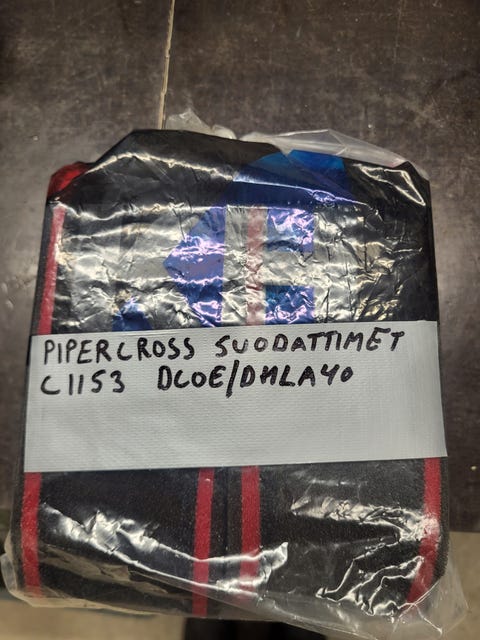 PIPERCROSS SUODATTIMET
C1153 DCOE/DHLA40